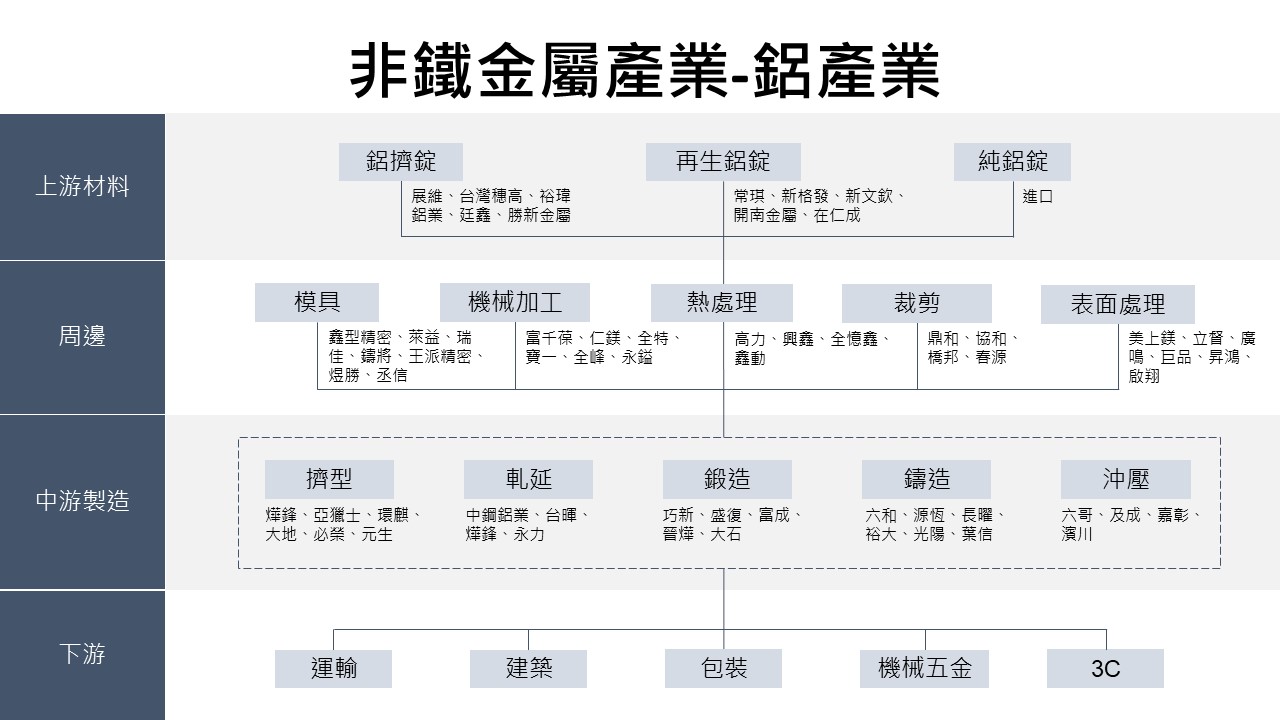 非鐵金屬產業-鋁產業
上游材料
鋁擠錠
展維、台灣穗高、裕瑋
鋁業、廷鑫、勝新金屬
再生鋁錠
常琪、新格發、新文欽、
開南金屬、在仁成
純鋁錠
進口
周邊
模具
鑫型精密、萊益、瑞
佳、鑄將、王派精密、
煜勝、丞信
機械加工
富千葆、仁鎂、全特、
寶一、全峰、永鎰
熱處理
高力、興鑫、全憶鑫、
鑫動
裁剪
鼎和、協和、
橋邦、春源
表面處理
美上鎂、立督、廣
鳴、巨品、昇鴻、
啟翔
中游製造
擠型
燁鋒、亞獵士、環麒、
大地、必榮、元生
軋延
中鋼鋁業、台暉、
燁鋒、永力
鍛造
巧新、盛復、富成、
晉燁、大石
鑄造
六和、源恆、長曜、
裕大、光陽、葉信
沖壓
六哥、及成、嘉彰、
濱川
下游
運輸
建築
包裝
機械五金
3C